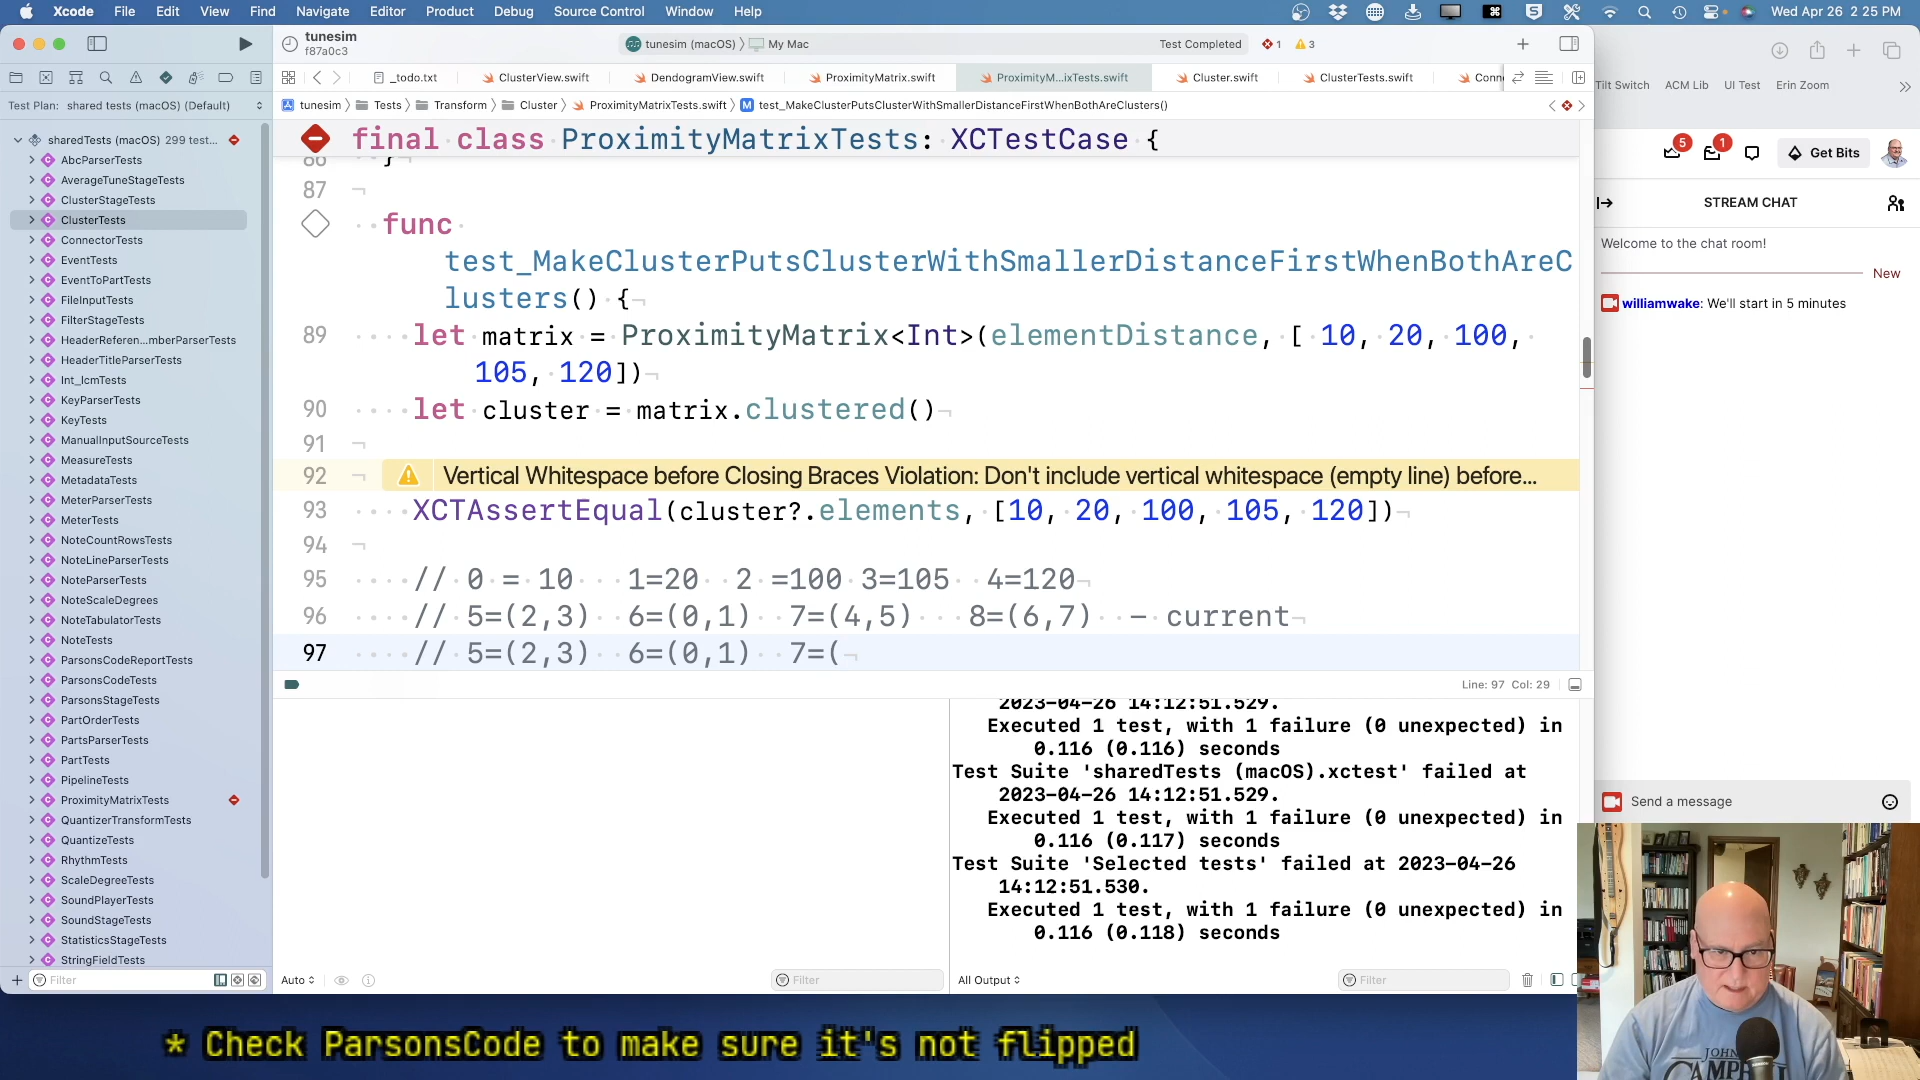 Xcode File Edit View Find Navigate Editor Product Debug Source Control Window Help
Wed Apr 26 2 25 PM
tunesim
f87a0c3
tunesim (macOS) 〉 My Mac
Test Completed
1
3
_todo.txt
ClusterView.swift
DendogramView.swift
ProximityMatrix.swift
ProximityM...ixTests.swift
Cluster.swift
ClusterTests.swift
Conn
Test Plan: shared tests (macOS) (Default)
tunesim 〉 Tests 〉 Transform 〉 Cluster 〉 ProximityMatrixTests.swift 〉 M test_MakeClusterPutsClusterWithSmallerDistanceFirstWhenBothAreClusters()
sharedTests (macOS) 299 test...
AbcParserTests
AverageTuneStageTests
ClusterStageTests
ClusterTests
ConnectorTests
EventTests
EventToPartTests
FileInputTests
FilterStageTests
HeaderReferen...mberParserTests
HeaderTitleParserTests
Int_lcmTests
KeyParserTests
KeyTests
ManualInputSourceTests
MeasureTests
MetadataTests
MeterParserTests
MeterTests
NoteCountRowsTests
NoteLineParserTests
NoteParserTests
NoteScaleDegrees
NoteTabulatorTests
NoteTests
ParsonsCodeReportTests
ParsonsCodeTests
ParsonsStageTests
PartOrderTests
PartsParserTests
PartTests
PipelineTests
ProximityMatrixTests
QuantizerTransformTests
QuantizeTests
RhythmTests
ScaleDegreeTests
SoundPlayerTests
SoundStageTests
StatisticsStageTests
StringFieldTests
Filter
final class ProximityMatrixTests: XCTestCase {
86 }
87
func
test_MakeClusterPutsClusterWithSmallerDistanceFirstWhenBothAreC
lusters() {
89 let matrix = ProximityMatrix<Int>(elementDistance, [ 10, 20, 100,
105, 120])
90 let cluster = matrix.clustered()
91
92 Vertical Whitespace before Closing Braces Violation: Don't include vertical whitespace (empty line) before...
93 XCTAssertEqual(cluster?.elements, [10, 20, 100, 105, 120])
94
95 // 0 = 10 1=20 2 =100 3=105 4=120
96 // 5=(2,3) 6=(0,1) 7=(4,5) 8=(6,7) - current
97 // 5=(2,3) 6=(0,1) 7=(
Line: 97 Col: 29
2023-04-26 14:12:51.529.
Executed 1 test, with 1 failure (0 unexpected) in
0.116 (0.116) seconds
Test Suite 'sharedTests (macOS).xctest' failed at
2023-04-26 14:12:51.529.
Executed 1 test, with 1 failure (0 unexpected) in
0.116 (0.117) seconds
Test Suite 'Selected tests' failed at 2023-04-26
14:12:51.530.
Executed 1 test, with 1 failure (0 unexpected) in
0.116 (0.118) seconds
Auto
Filter
All Output
Filter
Tilt Switch ACM Lib UI Test Erin Zoom
5
1
Get Bits
STREAM CHAT
Welcome to the chat room!
New
williamwake: We'll start in 5 minutes
Send a message
* Check ParsonsCode to make sure it's not flipped